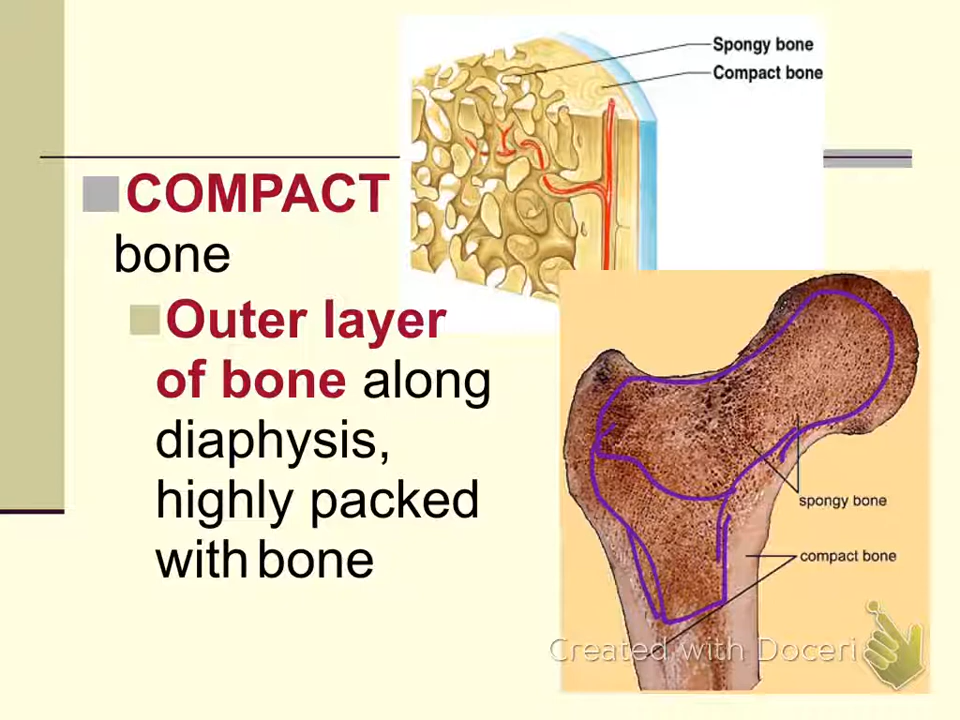 Spongy bone
Compact bone
COMPACT
bone
Outer layer
of bone along
diaphysis,
highly packed
with bone
spongy bone
compact bone
Created with Doceri